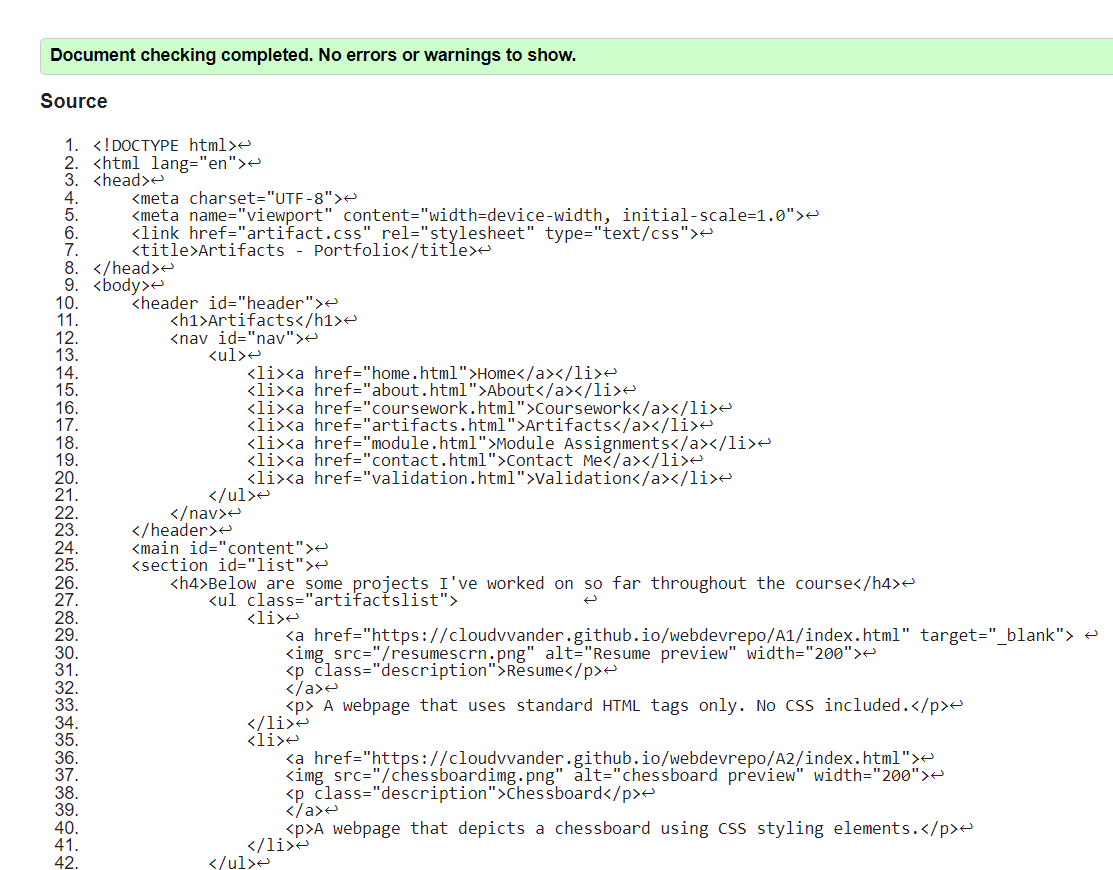 Document checking completed. No errors or warnings to show.
Source
1. <!DOCTYPE html>↩
2. <html lang="en">↩
3. <head>↩
4.     <meta charset="UTF-8">↩
5.     <meta name="viewport" content="width=device-width, initial-scale=1.0">↩
6.     <link href="artifact.css" rel="stylesheet" type="text/css">↩
7.     <title>Artifacts - Portfolio</title>↩
8. </head>↩
9. <body>↩
10.     <header id="header">↩
11.         <h1>Artifacts</h1>↩
12.         <nav id="nav">↩
13.             <ul>↩
14.                 <li><a href="home.html">Home</a></li>↩
15.                 <li><a href="about.html">About</a></li>↩
16.                 <li><a href="coursework.html">Coursework</a></li>↩
17.                 <li><a href="artifacts.html">Artifacts</a></li>↩
18.                 <li><a href="module.html">Module Assignments</a></li>↩
19.                 <li><a href="contact.html">Contact Me</a></li>↩
20.                 <li><a href="validation.html">Validation</a></li>↩
21.             </ul>↩
22.         </nav>↩
23.     </header>↩
24.     <main id="content">↩
25.     <section id="list">↩
26.         <h4>Below are some projects I've worked on so far throughout the course</h4>↩
27.             <ul class="artifactslist">             ↩
28.                 <li>↩
29.                     <a href="https://cloudvvander.github.io/webdevrepo/A1/index.html" target="_blank"> ↩
30.                     <img src="/resumescrn.png" alt="Resume preview" width="200">↩
31.                     <p class="description">Resume</p>↩
32.                     </a>↩
33.                     <p> A webpage that uses standard HTML tags only. No CSS included.</p>↩
34.                 </li>↩
35.                 <li>↩
36.                     <a href="https://cloudvvander.github.io/webdevrepo/A2/index.html">↩
37.                     <img src="/chessboardimg.png" alt="chessboard preview" width="200">↩
38.                     <p class="description">Chessboard</p>↩
39.                     </a>↩
40.                     <p>A webpage that depicts a chessboard using CSS styling elements.</p>↩
41.                 </li>↩
42.             </ul>↩